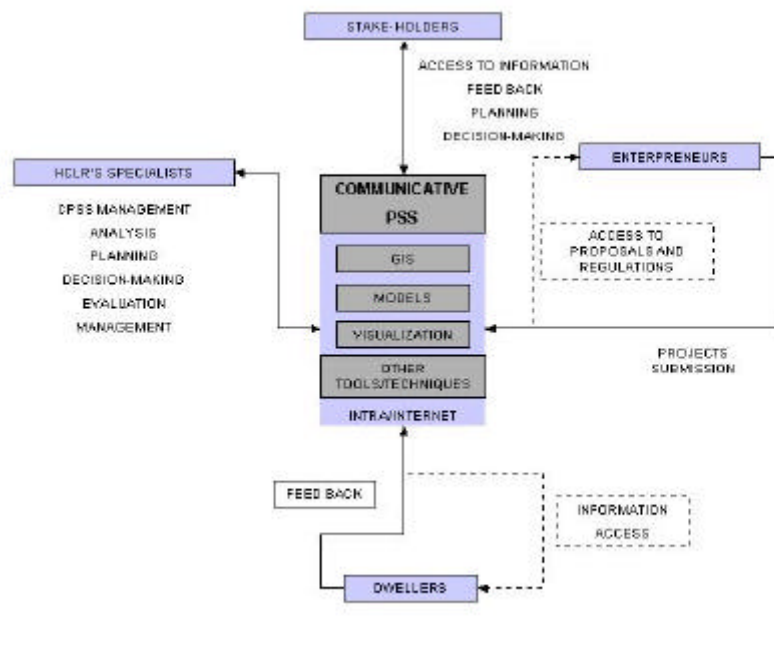 STAKE-HOLDERS
ACCESS TO INFORMATION
FEED BACK
PLANNING
DECISION-MAKING
ENTERPRENEURS
HCLR'S SPECIALISTS
CPSS MANAGEMENT
ANALYSIS
PLANNING
DECISION-MAKING
EVALUATION
MANAGEMENT
COMMUNICATIVE
PSS
GIS
MODELS
VISUALIZATION
OTHER
TOOLS/TECHNIQUES
INTRA/INTERNET
ACCESS TO
PROPOSALS AND
REGULATIONS
PROJECTS
SUBMISSION
FEED BACK
INFORMATION
ACCESS
DWELLERS